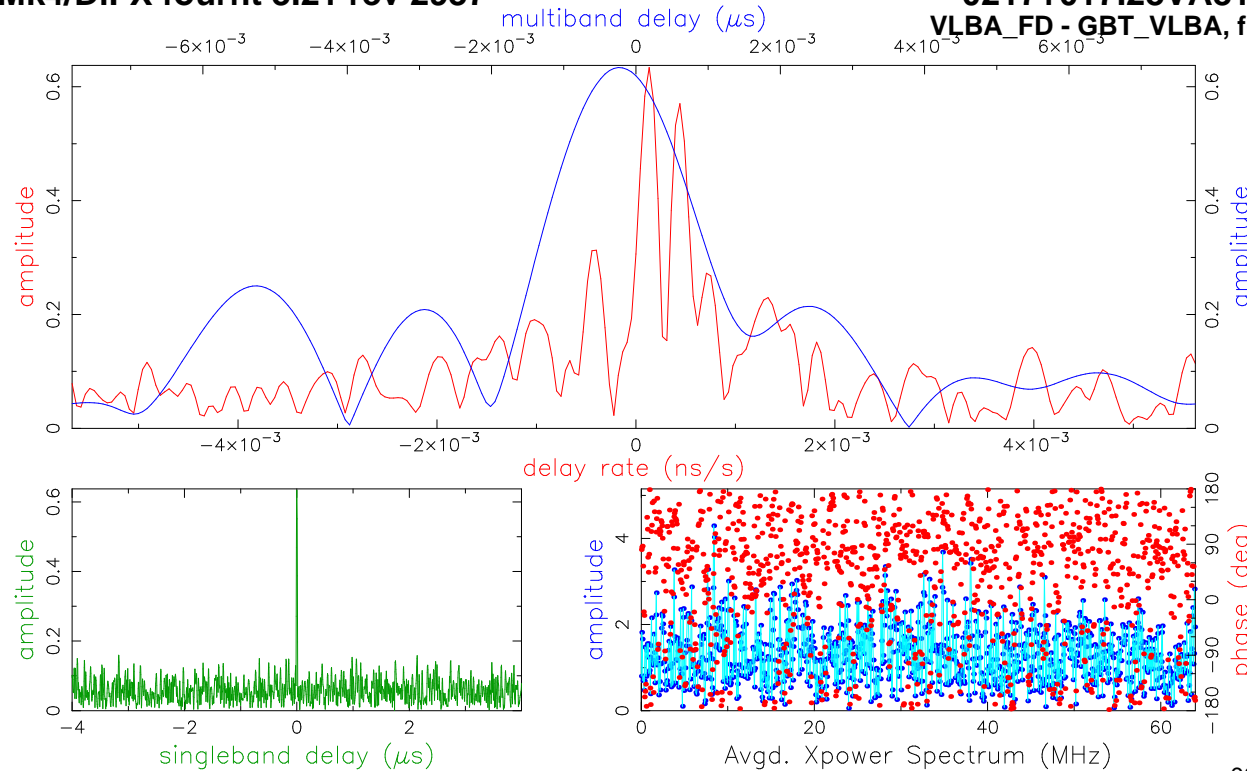 multiband delay (μs)
VLBA_FD - GBT_VLBA, f
−6×10⁻³ −4×10⁻³ −2×10⁻³ 0 2×10⁻³ 4×10⁻³ 6×10⁻³
amplitude
0 0.2 0.4 0.6
0 0.2 0.4 0.6
amplitude
−4×10⁻³ −2×10⁻³ 0 2×10⁻³ 4×10⁻³
delay rate (ns/s)
amplitude
0 0.2 0.6
−4 −2 0 2
singleband delay (μs)
amplitude
0 2 4
−180 −90 0 90 180
phase (deg)
0 20 40 60
Avgd. Xpower Spectrum (MHz)